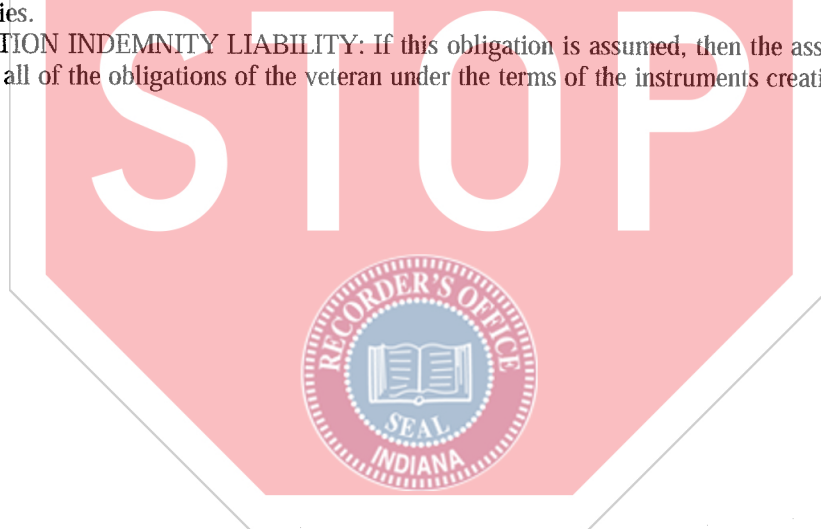 ies.
TION INDEMNITY LIABILITY: If this obligation is assumed, then the ass
all of the obligations of the veteran under the terms of the instruments creati
STOP
RECORDER'S OFFICE
SEAL
INDIANA